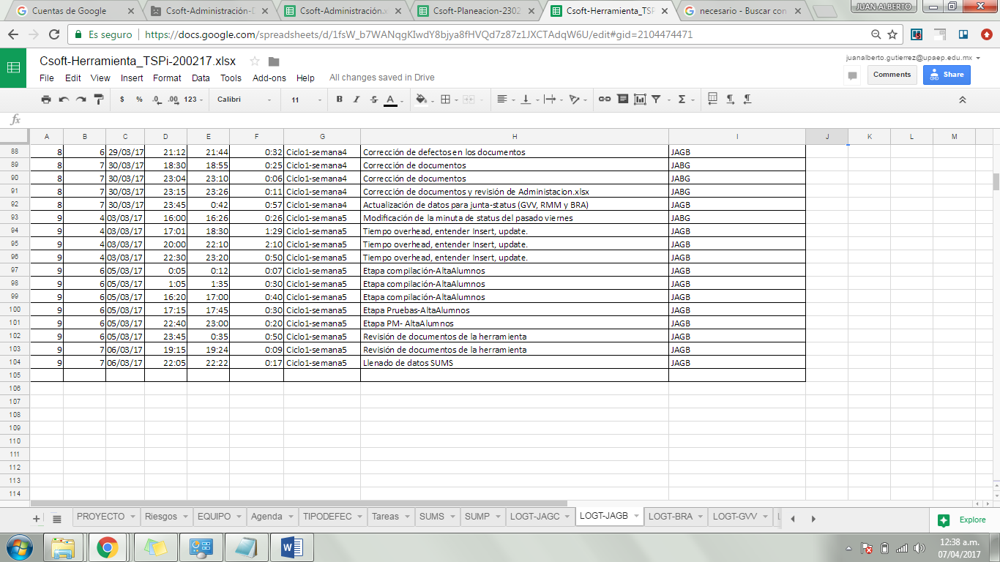 Cuentas de Google
Csoft-Administración-D
Csoft-Administración.x
Csoft-Planeacion-2302
Csoft-Herramienta_TSP
necesario - Buscar con
JUAN ALBERTO
Es seguro https://docs.google.com/spreadsheets/d/1fsW_b7WANqgKIwdY8bjya8fHVQd7z87z1JXCTAdqW6U/edit#gid=2104474471
Csoft-Herramienta_TSPi-200217.xlsx
juanalberto.gutierrez@upaep.edu.mx
File Edit View Insert Format Data Tools Add-ons Help All changes saved in Drive
Comments Share
$ % .0 .00 123 Calibri 11 B I S A
fx
A B C D E F G H I J K L M
88 8 6 29/03/17 21:12 21:44 0:32 Ciclo1-semana4 Corrección de defectos en los documentos JAGB
89 8 7 30/03/17 18:30 18:55 0:25 Ciclo1-semana4 Corrección de documentos JABG
90 8 7 30/03/17 23:04 23:10 0:06 Ciclo1-semana4 Corrección de documentos JABG
91 8 7 30/03/17 23:15 23:26 0:11 Ciclo1-semana4 Corrección de documentos y revisión de Administacion.xlsx JABG
92 8 7 30/03/17 23:45 0:42 0:57 Ciclo1-semana4 Actualización de datos para junta-status (GVV, RMM y BRA) JAGB
93 9 4 03/03/17 16:00 16:26 0:26 Ciclo1-semana5 Modificación de la minuta de status del pasado viernes JABG
94 9 4 03/03/17 17:01 18:30 1:29 Ciclo1-semana5 Tiempo overhead, entender Insert, update. JAGB
95 9 4 03/03/17 20:00 22:10 2:10 Ciclo1-semana5 Tiempo overhead, entender Insert, update. JAGB
96 9 4 03/03/17 22:30 23:20 0:50 Ciclo1-semana5 Tiempo overhead, entender Insert, update. JAGB
97 9 6 05/03/17 0:05 0:12 0:07 Ciclo1-semana5 Etapa compilación-AltaAlumnos JAGB
98 9 6 05/03/17 1:05 1:35 0:30 Ciclo1-semana5 Etapa compilación-AltaAlumnos JAGB
99 9 6 05/03/17 16:20 17:00 0:40 Ciclo1-semana5 Etapa compilación-AltaAlumnos JAGB
100 9 6 05/03/17 17:15 17:45 0:30 Ciclo1-semana5 Etapa Pruebas-AltaAlumnos JAGB
101 9 6 05/03/17 22:40 23:00 0:20 Ciclo1-semana5 Etapa PM- AltaAlumnos JAGB
102 9 6 05/03/17 23:45 0:35 0:50 Ciclo1-semana5 Revisión de documentos de la herramienta JAGB
103 9 7 06/03/17 19:15 19:24 0:09 Ciclo1-semana5 Revisión de documentos de la herramienta JAGB
104 9 7 06/03/17 22:05 22:22 0:17 Ciclo1-semana5 Llenado de datos SUMS JAGB
105
106
107
108
109
110
111
112
113
114
PROYECTO Riesgos EQUIPO Agenda TIPODEFEC Tareas SUMS SUMP LOGT-JAGC LOGT-JAGB LOGT-BRA LOGT-GVV Explore
12:38 a.m.
07/04/2017